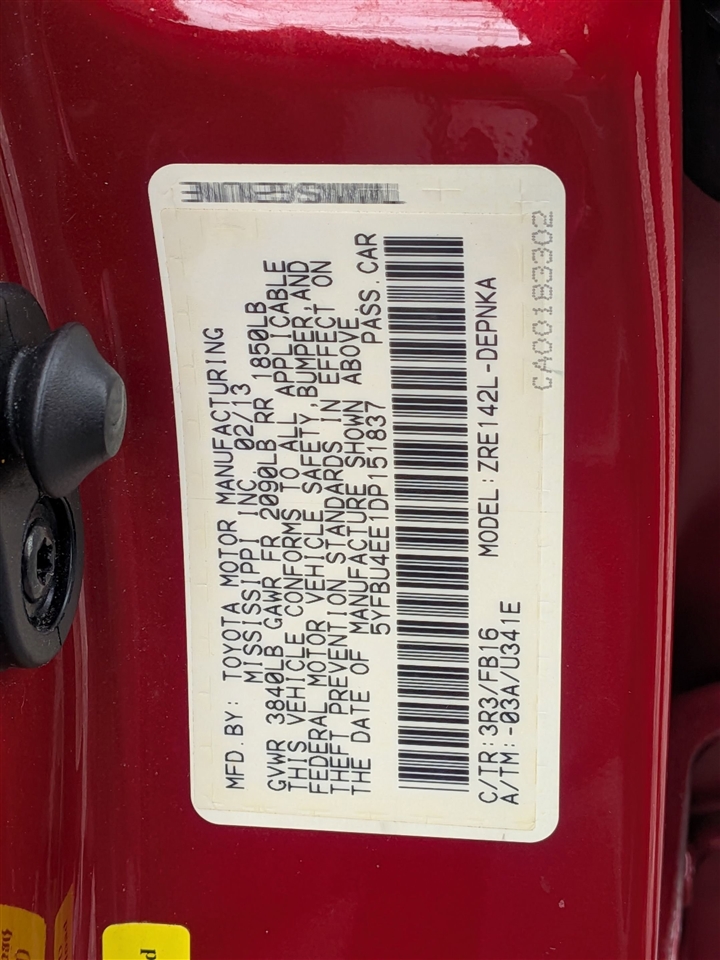 MFD. BY: TOYOTA MOTOR MANUFACTURING
MISSISSIPPI INC. 02/13
GVWR 3840LB GAWR FR 2090LB RR 1850LB
THIS VEHICLE CONFORMS TO ALL APPLICABLE
FEDERAL MOTOR VEHICLE SAFETY,BUMPER,AND
THEFT PREVENTION STANDARDS IN EFFECT ON
THE DATE OF MANUFACTURE SHOWN ABOVE.
5YFBU4EE1DP151837 PASS.CAR
C/TR:3R3/FB16 MODEL:ZRE142L-DEPNKA
A/TM:-03A/U341E
CA00183302